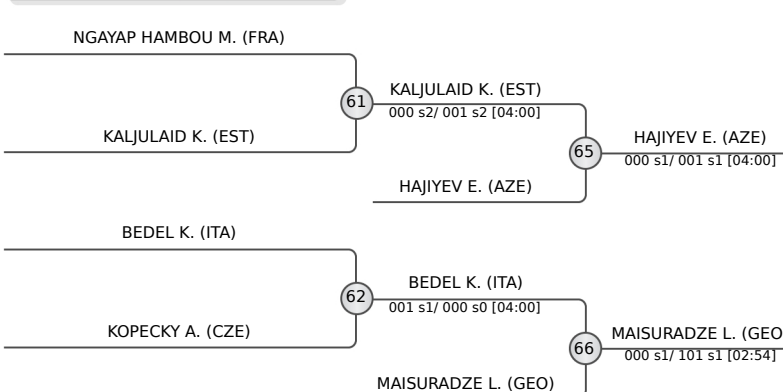 NGAYAP HAMBOU M. (FRA)
61
KALJULAID K. (EST)
000 s2/ 001 s2 [04:00]
KALJULAID K. (EST)
65
HAJIYEV E. (AZE)
000 s1/ 001 s1 [04:00]
HAJIYEV E. (AZE)
BEDEL K. (ITA)
62
BEDEL K. (ITA)
001 s1/ 000 s0 [04:00]
KOPECKY A. (CZE)
66
MAISURADZE L. (GEO
000 s1/ 101 s1 [02:54]
MAISURADZE L. (GEO)